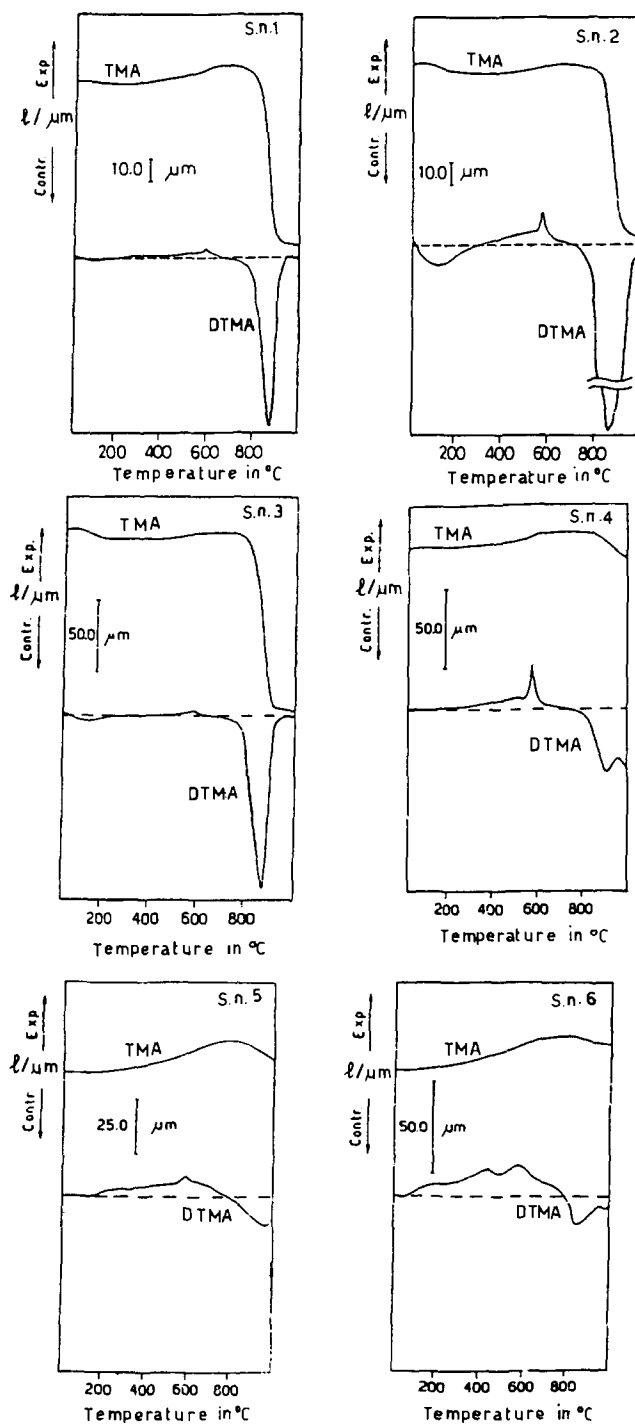 S.n.1
Exp
TMA
ℓ/μm
Contr
10.0 μm
DTMA
200 400 600 800
Temperature in °C
S.n.2
Exp
TMA
ℓ/μm
Contr
10.0 μm
DTMA
200 400 600 800
Temperature in °C
S.n.3
Exp.
TMA
ℓ/μm
Contr.
50.0 μm
DTMA
200 400 600 800
Temperature in °C
S.n.4
Exp.
TMA
ℓ/μm
Contr.
50.0 μm
DTMA
200 400 600 800
Temperature in °C
S.n.5
Exp
TMA
ℓ/μm
Contr
25.0 μm
DTMA
200 400 600 800
Temperature in °C
S.n.6
Exp
TMA
ℓ/μm
Contr
50.0 μm
DTMA
200 400 600 800
Temperature in °C